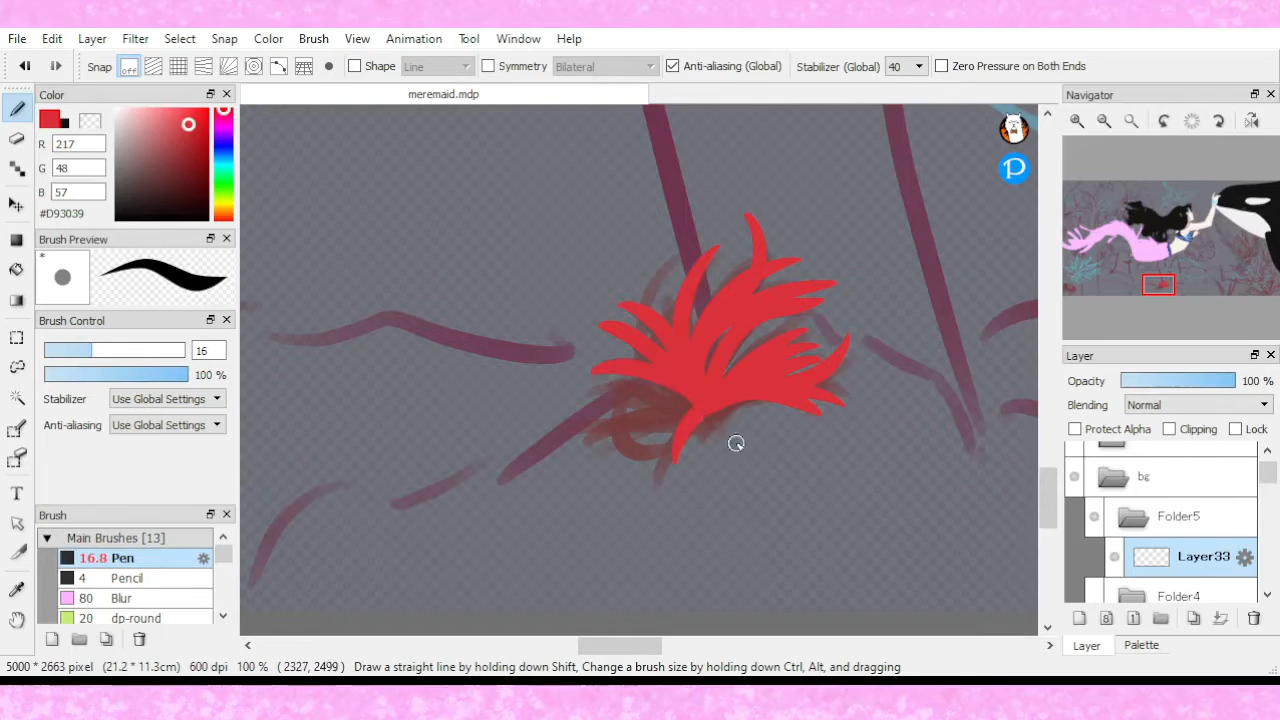 File Edit Layer Filter Select Snap Color Brush View Animation Tool Window Help
Snap off Shape Line Symmetry Bilateral Anti-aliasing (Global) Stabilizer (Global) 40 Zero Pressure on Both Ends
Color
meremaid.mdp
Navigator
R 217
G 48
B 57
#D93039
Brush Preview
*
Brush Control
16
100 %
Stabilizer Use Global Settings
Anti-aliasing Use Global Settings
Brush
Main Brushes [13]
16.8 Pen
4 Pencil
80 Blur
20 dp-round
P
Layer
Opacity 100 %
Blending Normal
Protect Alpha Clipping Lock
bg
Folder5
Layer33
Folder4
8 1
Layer Palette
5000 * 2663 pixel (21.2 * 11.3cm) 600 dpi 100 % ( 2327, 2499 ) Draw a straight line by holding down Shift, Change a brush size by holding down Ctrl, Alt, and dragging